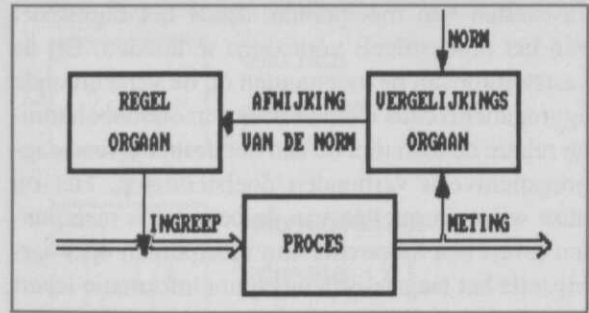 NORM
REGEL
ORGAAN
AFWIJKING
VAN DE NORM
VERGELIJKINGS
ORGAAN
INGREEP
PROCES
METING